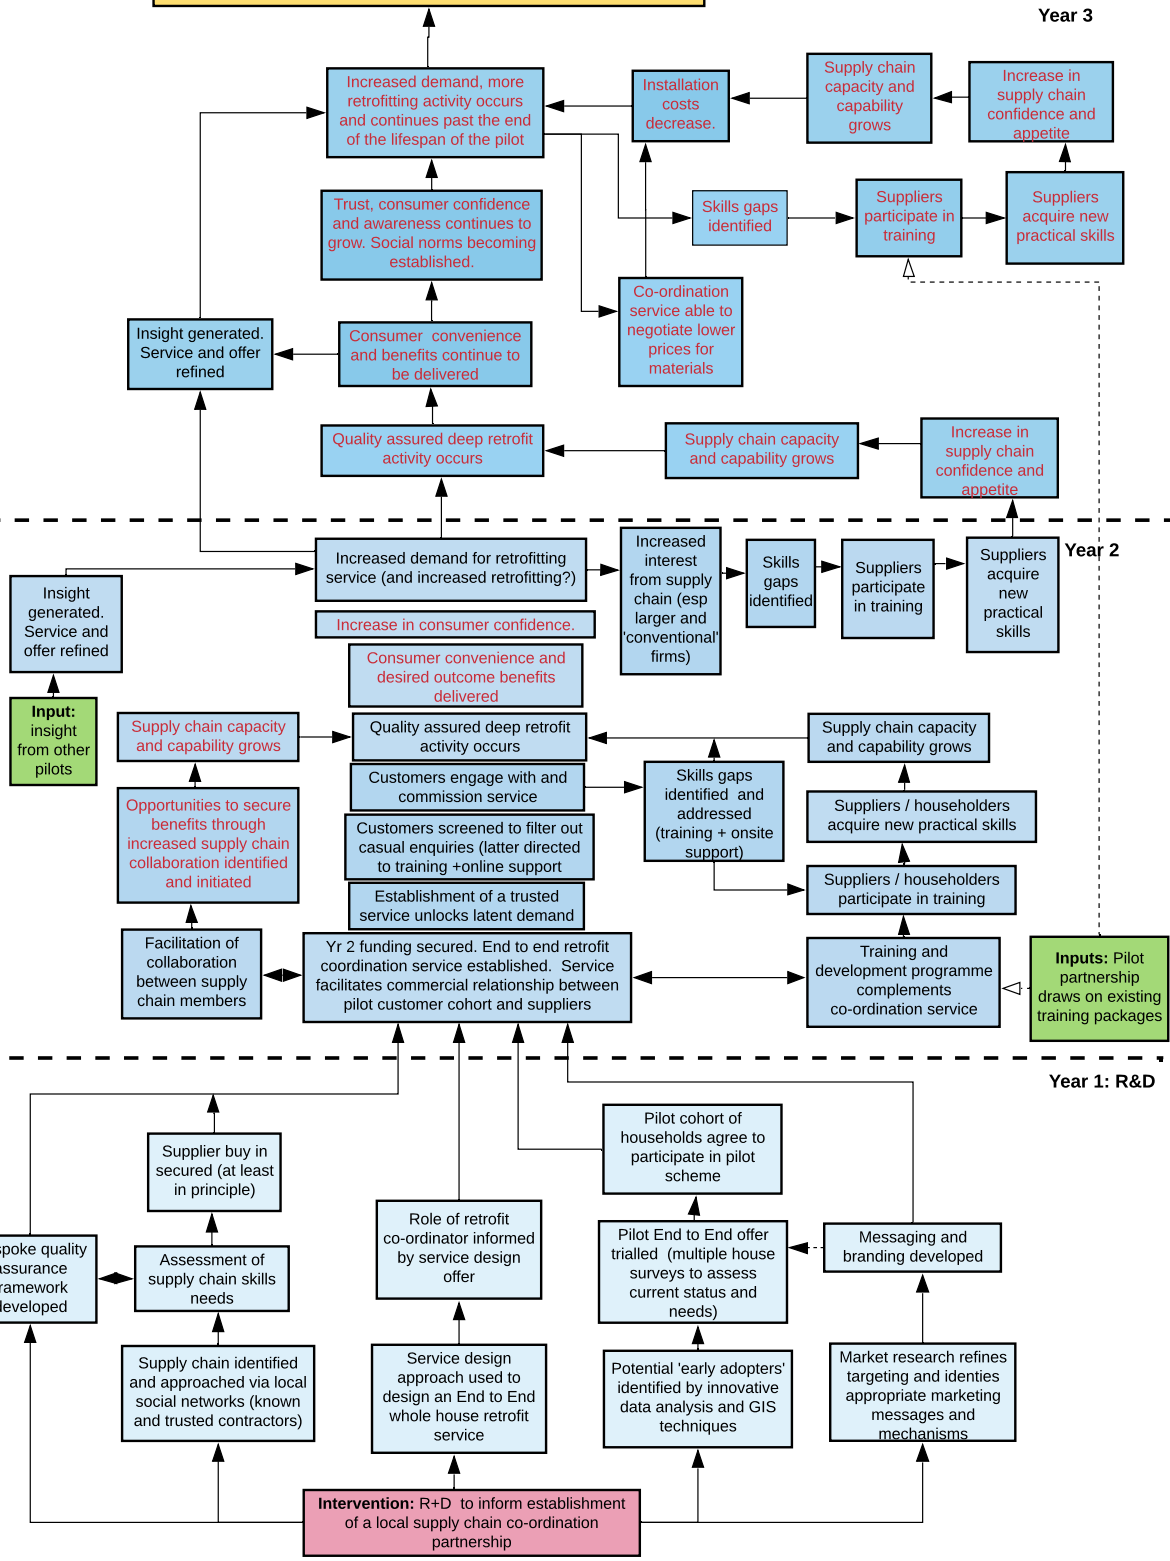 Year 3
Increased demand, more
retrofitting activity occurs
and continues past the end
of the lifespan of the pilot
Installation
costs
decrease.
Supply chain
capacity and
capability
grows
Increase in
supply chain
confidence and
appetite
Trust, consumer confidence
and awareness continues to
grow. Social norms becoming
established.
Skills gaps
identified
Suppliers
participate in
training
Suppliers
acquire new
practical skills
Co-ordination
service able to
negotiate lower
prices for
materials
Insight generated.
Service and offer
refined
Consumer convenience
and benefits continue to
be delivered
Quality assured deep retrofit
activity occurs
Supply chain capacity
and capability grows
Increase in
supply chain
confidence and
appetite
Year 2
Increased demand for retrofitting
service (and increased retrofitting?)
Increased
interest
from supply
chain (esp
larger and
'conventional'
firms)
Skills
gaps
identified
Suppliers
participate
in training
Suppliers
acquire
new
practical
skills
Insight
generated.
Service and
offer refined
Increase in consumer confidence.
Consumer convenience and
desired outcome benefits
delivered
Input:
insight
from other
pilots
Supply chain capacity
and capability grows
Quality assured deep retrofit
activity occurs
Supply chain capacity
and capability grows
Customers engage with and
commission service
Skills gaps
identified and
addressed
(training + onsite
support)
Opportunities to secure
benefits through
increased supply chain
collaboration identified
and initiated
Suppliers / householders
acquire new practical skills
Customers screened to filter out
casual enquiries (latter directed
to training +online support
Suppliers / householders
participate in training
Establishment of a trusted
service unlocks latent demand
Facilitation of
collaboration
between supply
chain members
Yr 2 funding secured. End to end retrofit
coordination service established. Service
facilitates commercial relationship between
pilot customer cohort and suppliers
Training and
development programme
complements
co-ordination service
Inputs: Pilot
partnership
draws on existing
training packages
Year 1: R&D
Pilot cohort of
households agree to
participate in pilot
scheme
Supplier buy in
secured (at least
in principle)
Role of retrofit
co-ordinator informed
by service design
offer
Pilot End to End offer
trialled (multiple house
surveys to assess
current status and
needs)
Messaging and
branding developed
quality
Assessment of
supply chain skills
needs
Supply chain identified
and approached via local
social networks (known
and trusted contractors)
Service design
approach used to
design an End to End
whole house retrofit
service
Potential 'early adopters'
identified by innovative
data analysis and GIS
techniques
Market research refines
targeting and identies
appropriate marketing
messages and
mechanisms
Intervention: R+D to inform establishment
of a local supply chain co-ordination
partnership